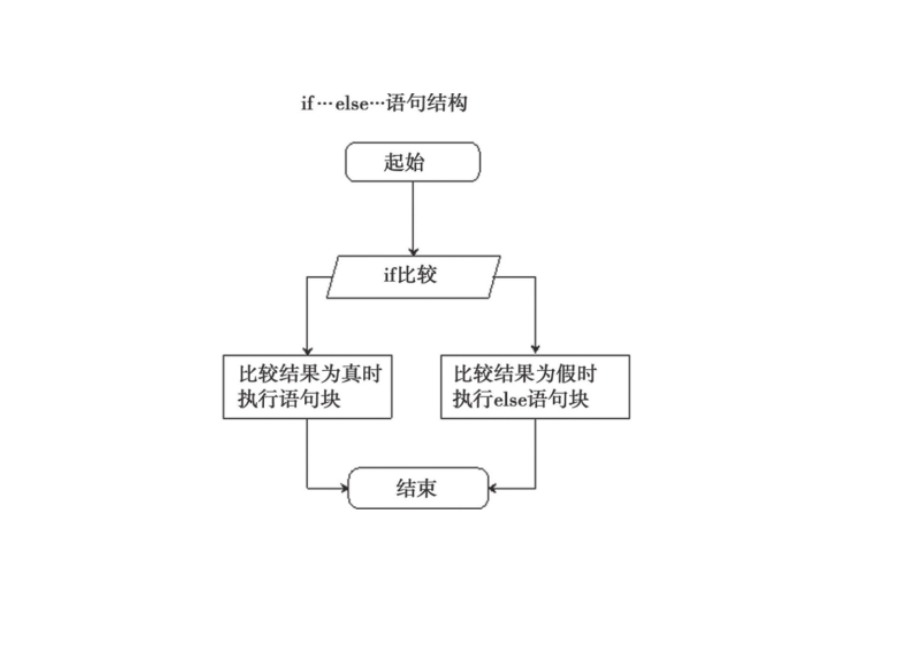 if…else…语句结构
起始
if比较
比较结果为真时
执行语句块
比较结果为假时
执行else语句块
结束